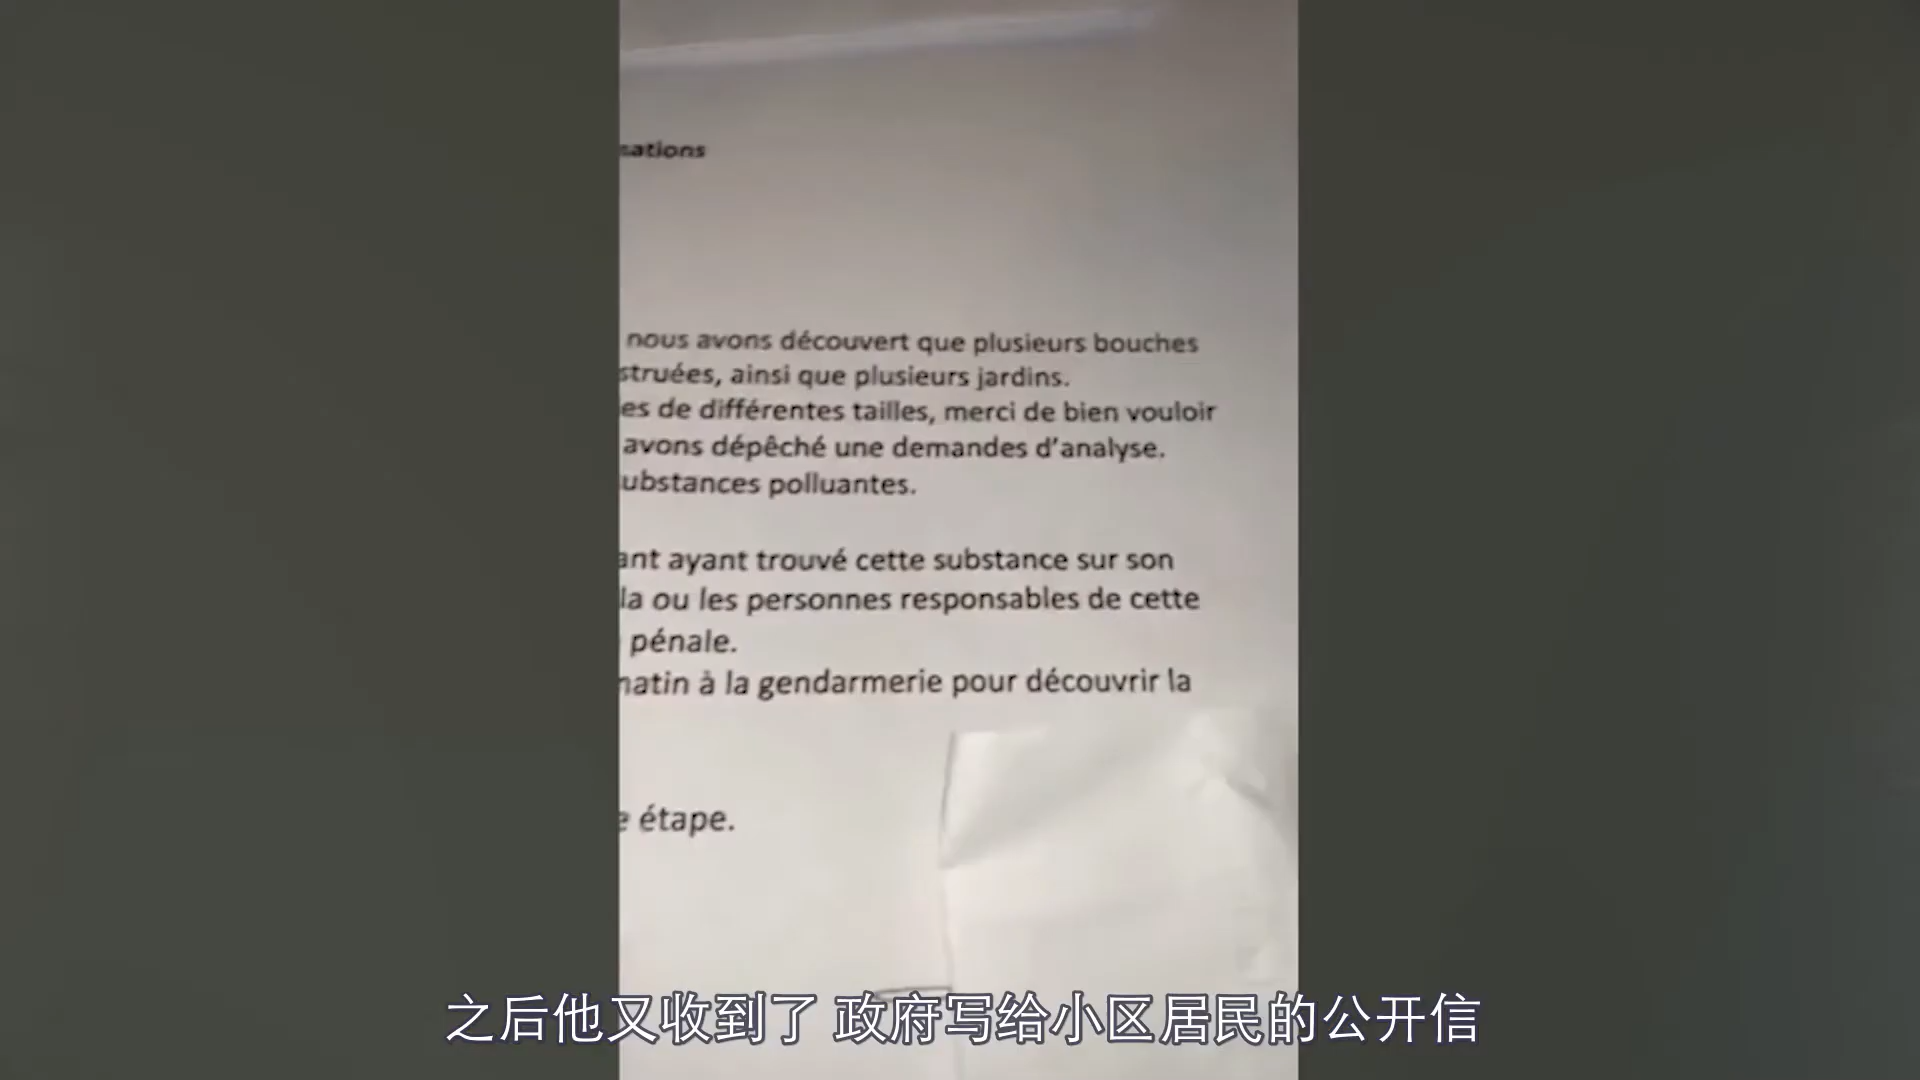 nous avons découvert que plusieurs bouches
struées, ainsi que plusieurs jardins.
es de différentes tailles, merci de bien vouloir
avons dépêché une demandes d'analyse.
ubstances polluantes.
ant ayant trouvé cette substance sur son
la ou les personnes responsables de cette
pénale.
matin à la gendarmerie pour découvrir la
étape.
之后他又收到了 政府写给小区居民的公开信